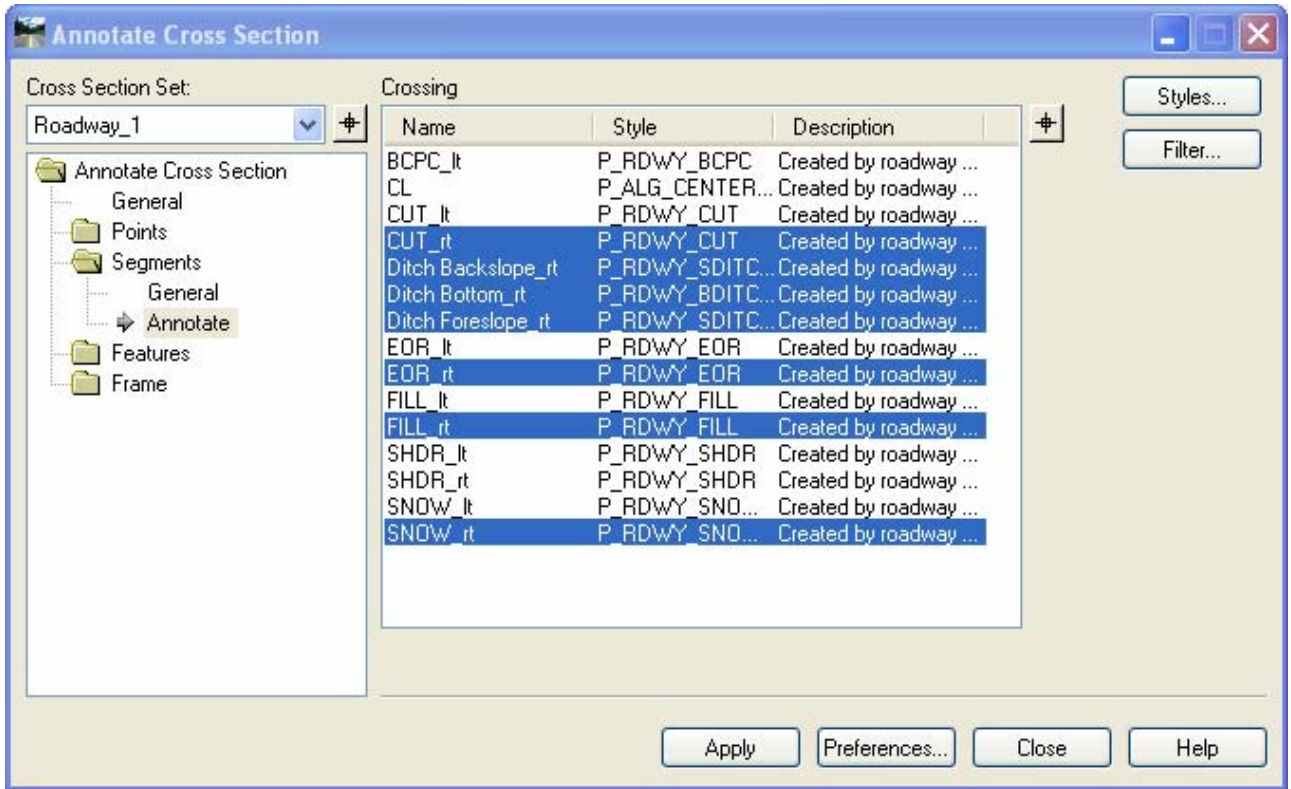 Annotate Cross Section
Cross Section Set:
Roadway_1
Annotate Cross Section
General
Points
Segments
General
Annotate
Features
Frame
Crossing
Name Style Description
BCPC_lt P_RDWY_BCPC Created by roadway ...
CL P_ALG_CENTER... Created by roadway ...
CUT_lt P_RDWY_CUT Created by roadway ...
CUT_rt P_RDWY_CUT Created by roadway ...
Ditch Backslope_rt P_RDWY_SDITC... Created by roadway ...
Ditch Bottom_rt P_RDWY_BDITC... Created by roadway ...
Ditch Foreslope_rt P_RDWY_SDITC... Created by roadway ...
EOR_lt P_RDWY_EOR Created by roadway ...
EOR_rt P_RDWY_EOR Created by roadway ...
FILL_lt P_RDWY_FILL Created by roadway ...
FILL_rt P_RDWY_FILL Created by roadway ...
SHDR_lt P_RDWY_SHDR Created by roadway ...
SHDR_rt P_RDWY_SHDR Created by roadway ...
SNOW_lt P_RDWY_SNO... Created by roadway ...
SNOW_rt P_RDWY_SNO... Created by roadway ...
Styles...
Filter...
Apply
Preferences...
Close
Help